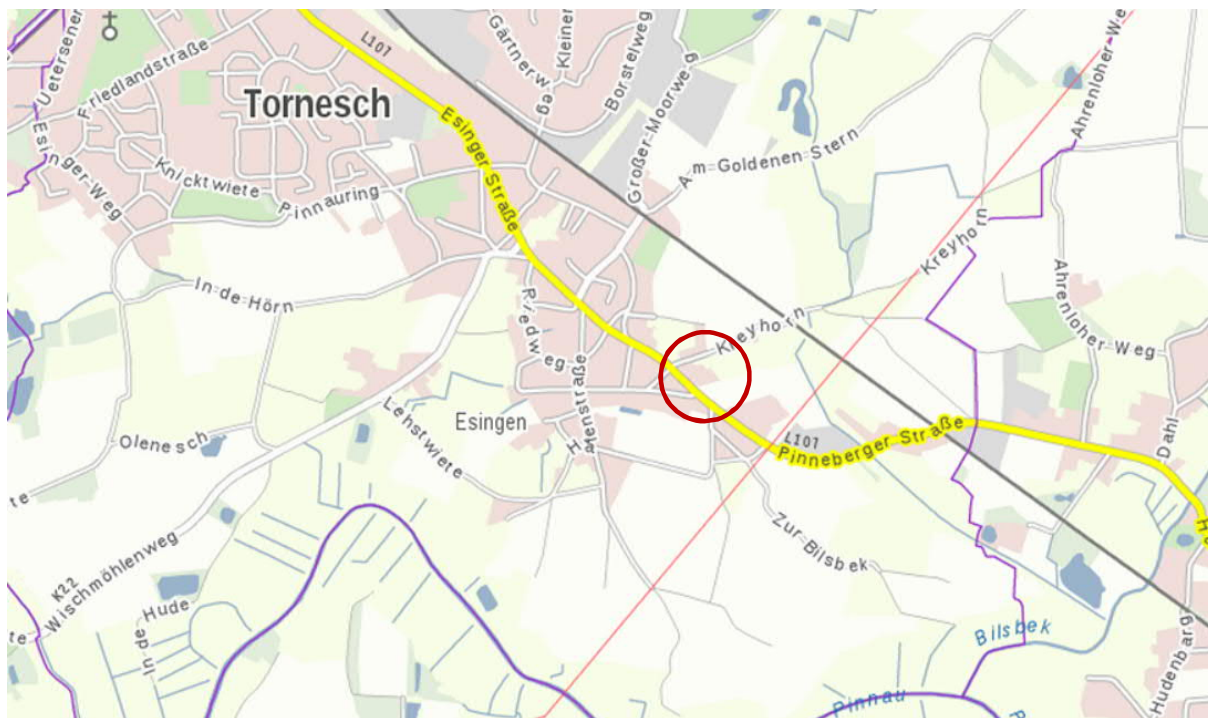 Uetersener
Friedlandstraße
L107
Gärtnerweg
Kleiner
Borstelweg
Großer-Moorweg
Ahrenloher-We
Tornesch
Esinger Straße
Esinger-Weg
Knicktwiete
Pinnauring
Am-Goldenen-Stern
Kreyhorn
In-de-Hörn
Riedweg
Ahrenloher Weg
Kreyhorn
Esingen
Olenesch
Lehstwiete
L107
Pinneberger Straße
Dahl
Zur-Bilsbek
K22
Wischmöhlenweg
In-de Hude
Bilsbek
Pinnau
Hudenbarg